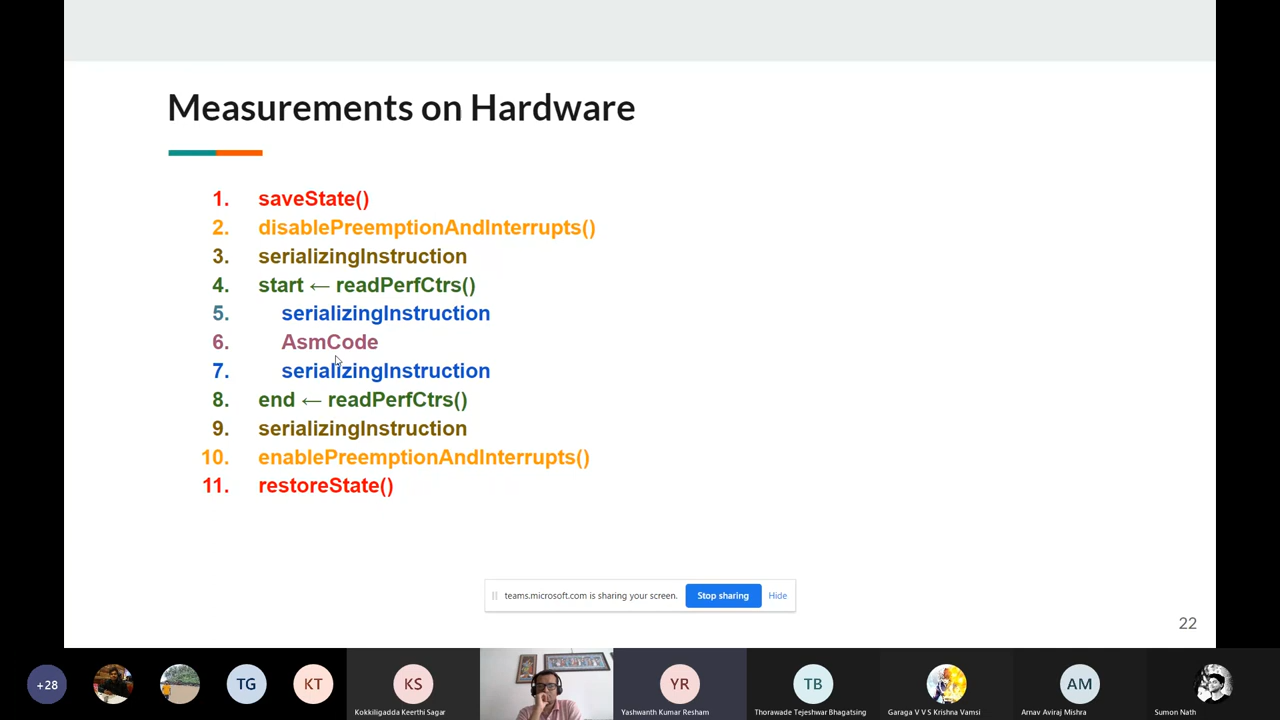 Measurements on Hardware
1. saveState()
2. disablePreemptionAndInterrupts()
3. serializingInstruction
4. start ← readPerfCtrs()
5. serializingInstruction
6. AsmCode
7. serializingInstruction
8. end ← readPerfCtrs()
9. serializingInstruction
10. enablePreemptionAndInterrupts()
11. restoreState()
teams.microsoft.com is sharing your screen. Stop sharing Hide
22
+28 TG KT KS YR TB AM
Kokkiligadda Keerthi Sagar Yashwanth Kumar Resham Thorawade Tejeshwar Bhagatsing Garaga V V S Krishna Vamsi Arnav Aviraj Mishra Sumon Nath